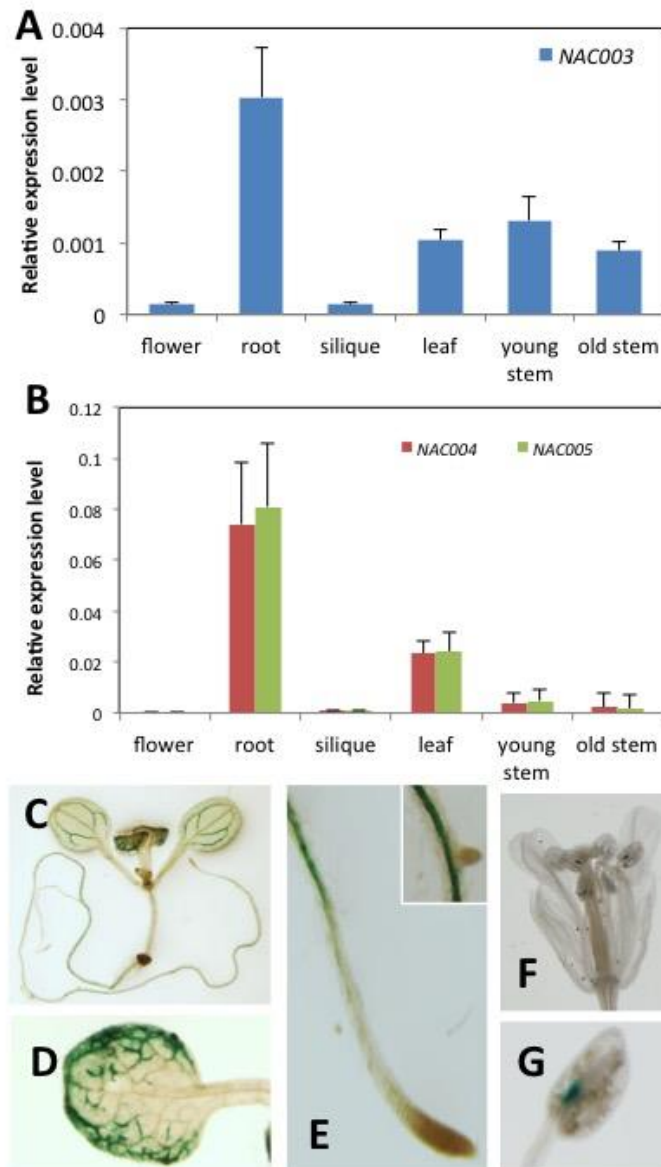 A
Relative expression level
0.004
0.003
0.002
0.001
0
NAC003
flower root silique leaf young stem old stem
B
Relative expression level
0.12
0.1
0.08
0.06
0.04
0.02
0
NAC004 NAC005
flower root silique leaf young stem old stem
C
D
E
F
G